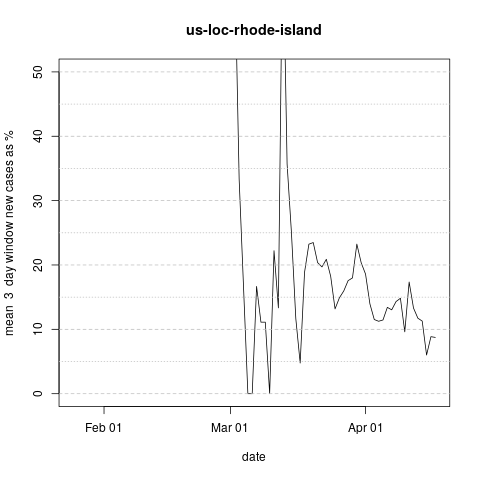 us-loc-rhode-island
mean  3  day window new cases as %
50
40
30
20
10
0
Feb 01
Mar 01
Apr 01
date